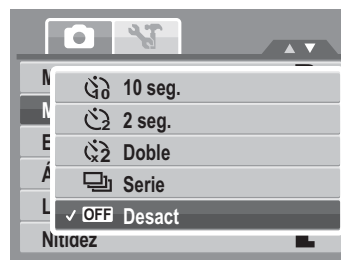 10 seg.
2 seg.
Doble
Serie
OFF Desact
Nitidez